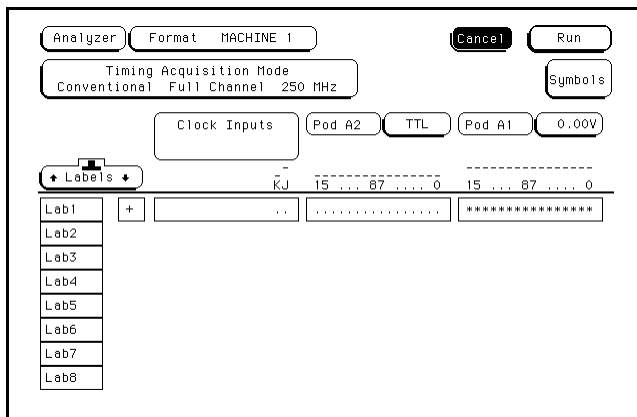 Analyzer Format MACHINE 1 Cancel Run
Timing Acquisition Mode
Conventional Full Channel 250 MHz
Symbols
Clock Inputs Pod A2 TTL Pod A1 0.00V
↑ Labels ↓
KJ 15 ... 87 .... 0 15 ... 87 .... 0
Lab1 + .. ................ ****************
Lab2
Lab3
Lab4
Lab5
Lab6
Lab7
Lab8